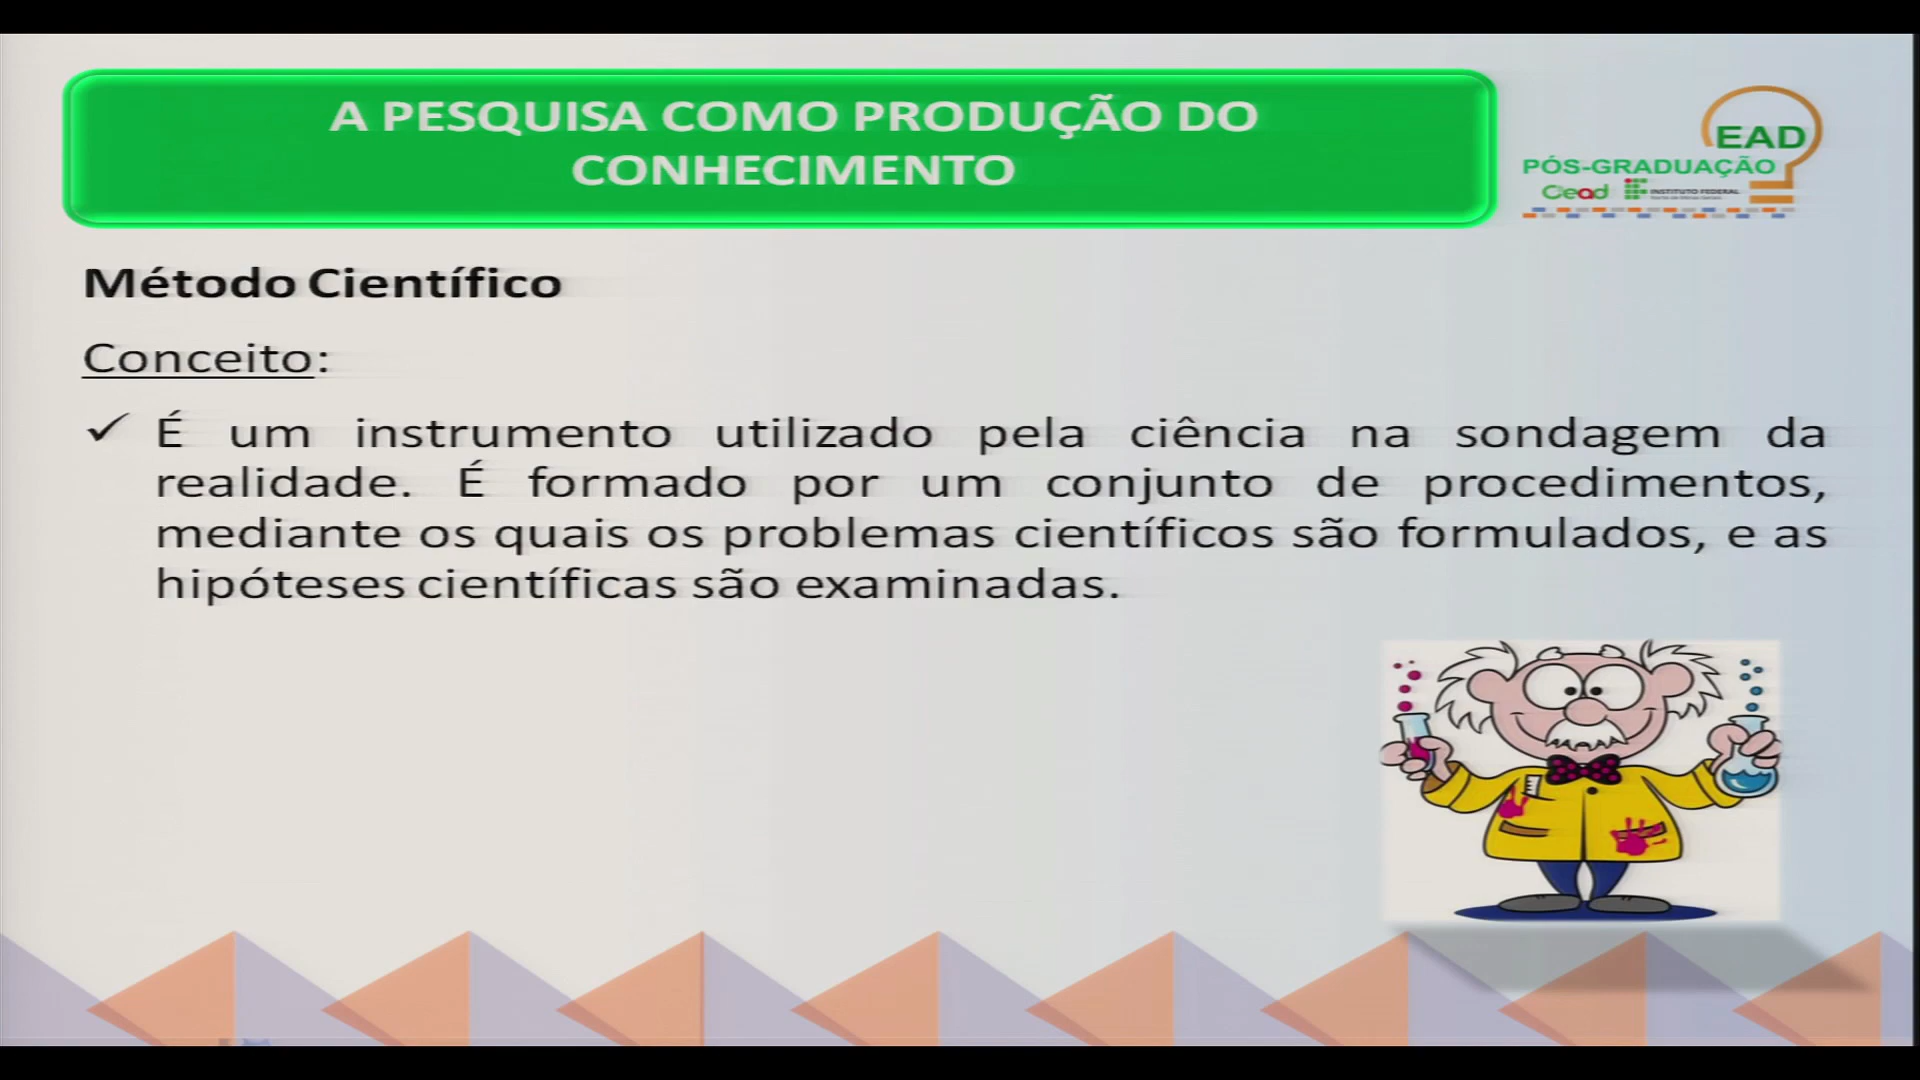 A PESQUISA COMO PRODUÇÃO DO
CONHECIMENTO
EAD
PÓS-GRADUAÇÃO
Cead INSTITUTO FEDERAL
Método Científico
Conceito:
✓ É um instrumento utilizado pela ciência na sondagem da
realidade. É formado por um conjunto de procedimentos,
mediante os quais os problemas científicos são formulados, e as
hipóteses científicas são examinadas.